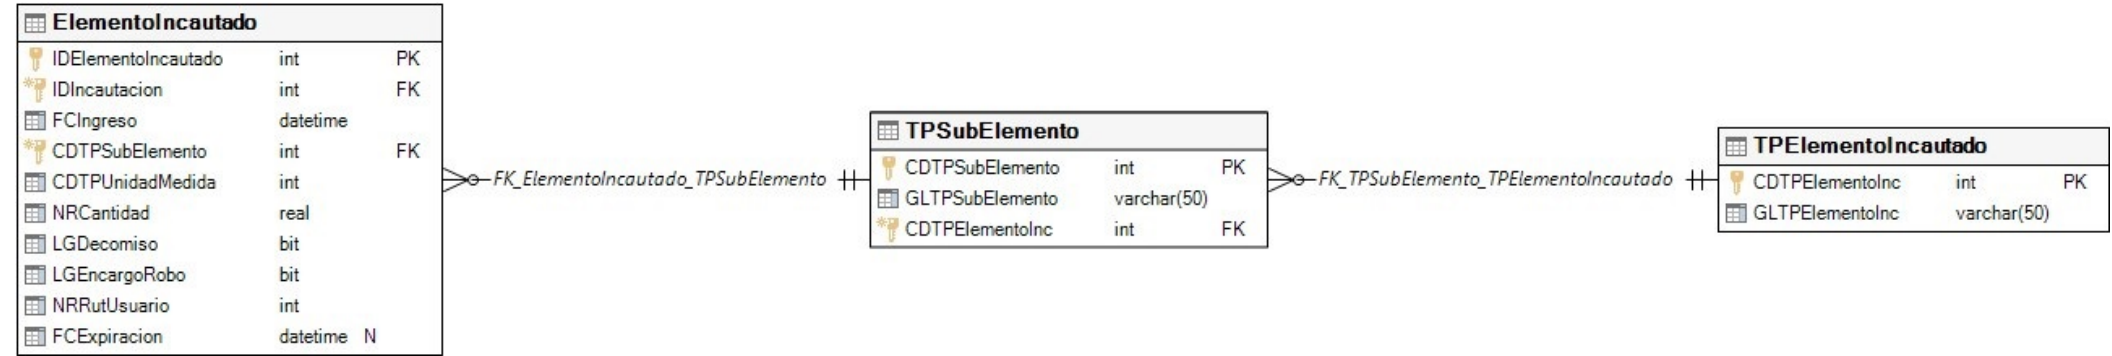 ElementoIncautado
IDElementoIncautado int PK
IDIncautacion int FK
FCIngreso datetime
CDTPSubElemento int FK
CDTPUnidadMedida int
NRCantidad real
LGDecomiso bit
LGEncargoRobo bit
NRRutUsuario int
FCExpiracion datetime N
FK_ElementoIncautado_TPSubElemento
TPSubElemento
CDTPSubElemento int PK
GLTPSubElemento varchar(50)
CDTPElementoInc int FK
FK_TPSubElemento_TPElementoIncautado
TPElementoIncautado
CDTPElementoInc int PK
GLTPElementoInc varchar(50)